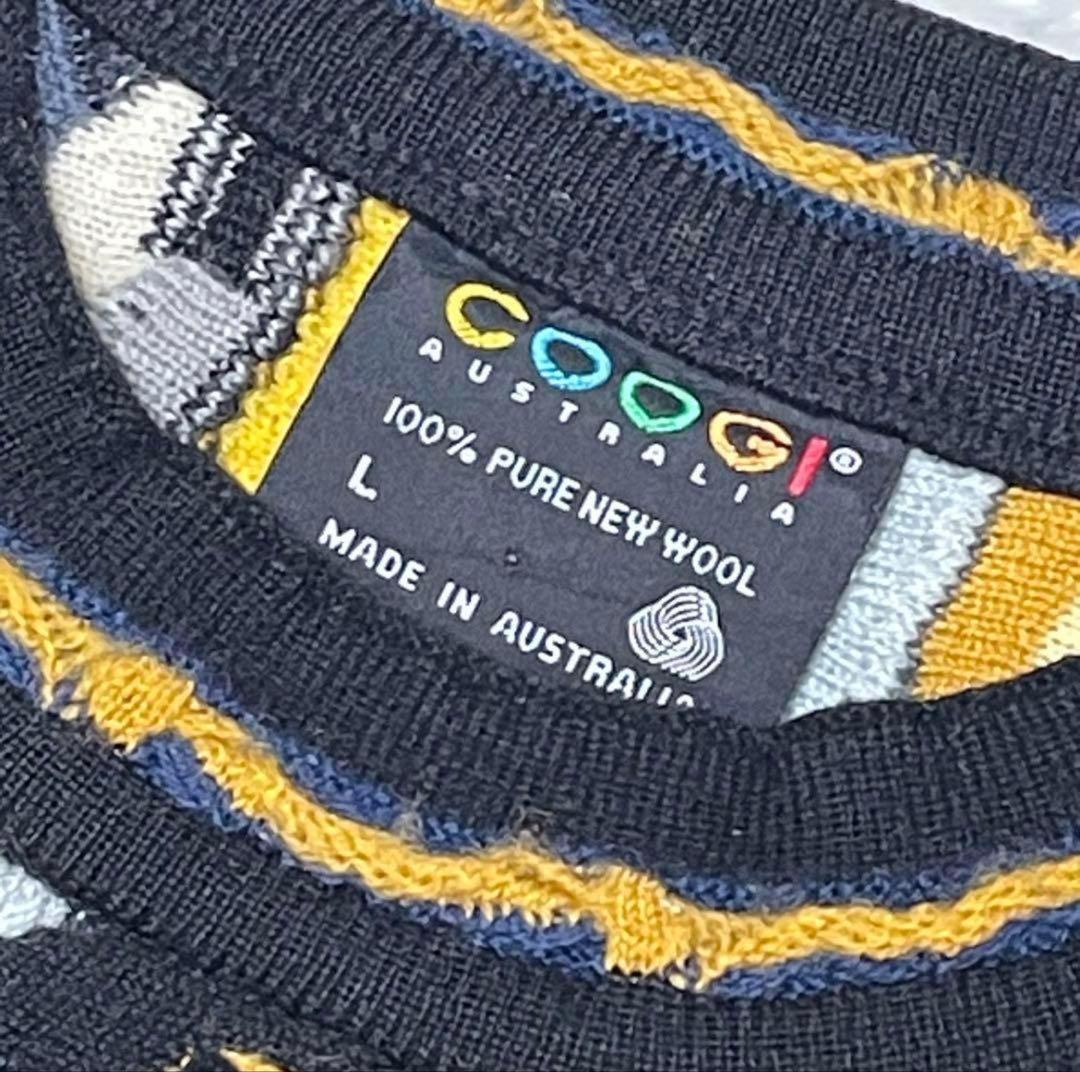 COOGI®
AUSTRALIA
100% PURE NEW WOOL
L
MADE IN AUSTRALIA